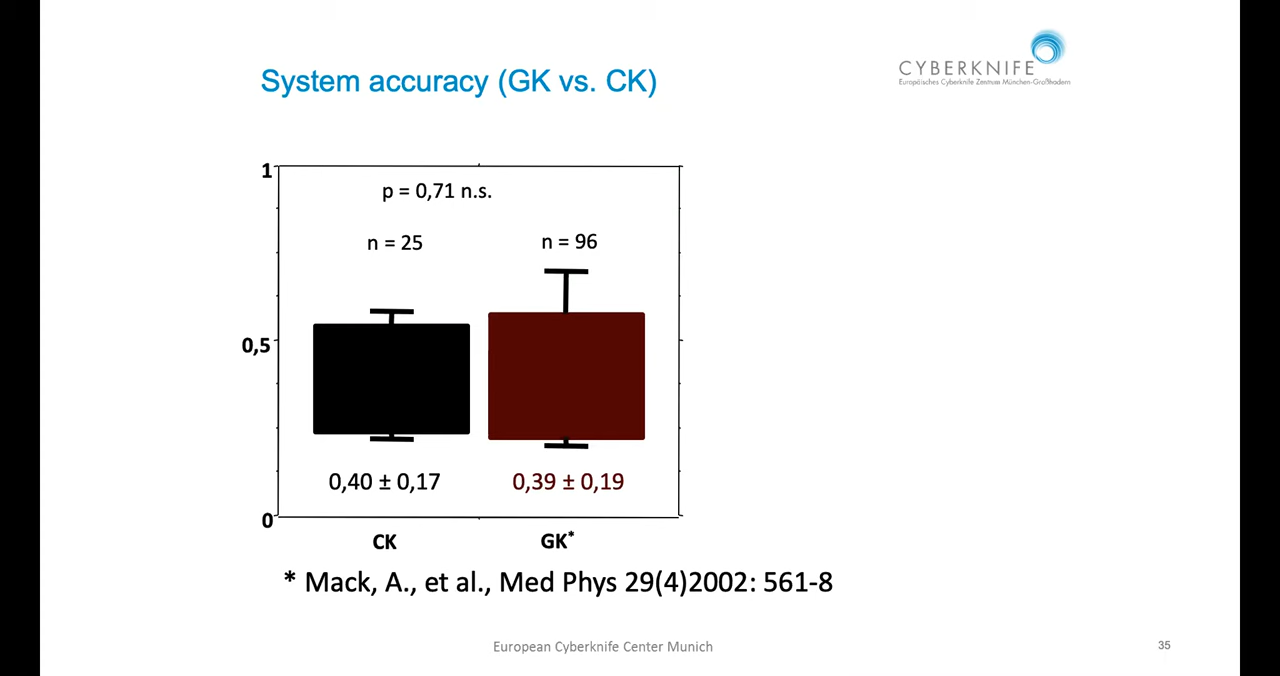 System accuracy (GK vs. CK)
CYBERKNIFE
Europäisches Cyberknife Zentrum München-Großhadern
1
p = 0,71 n.s.
n = 25
n = 96
0,5
0,40 ± 0,17
0,39 ± 0,19
0
CK
GK*
* Mack, A., et al., Med Phys 29(4)2002: 561-8
European Cyberknife Center Munich
35